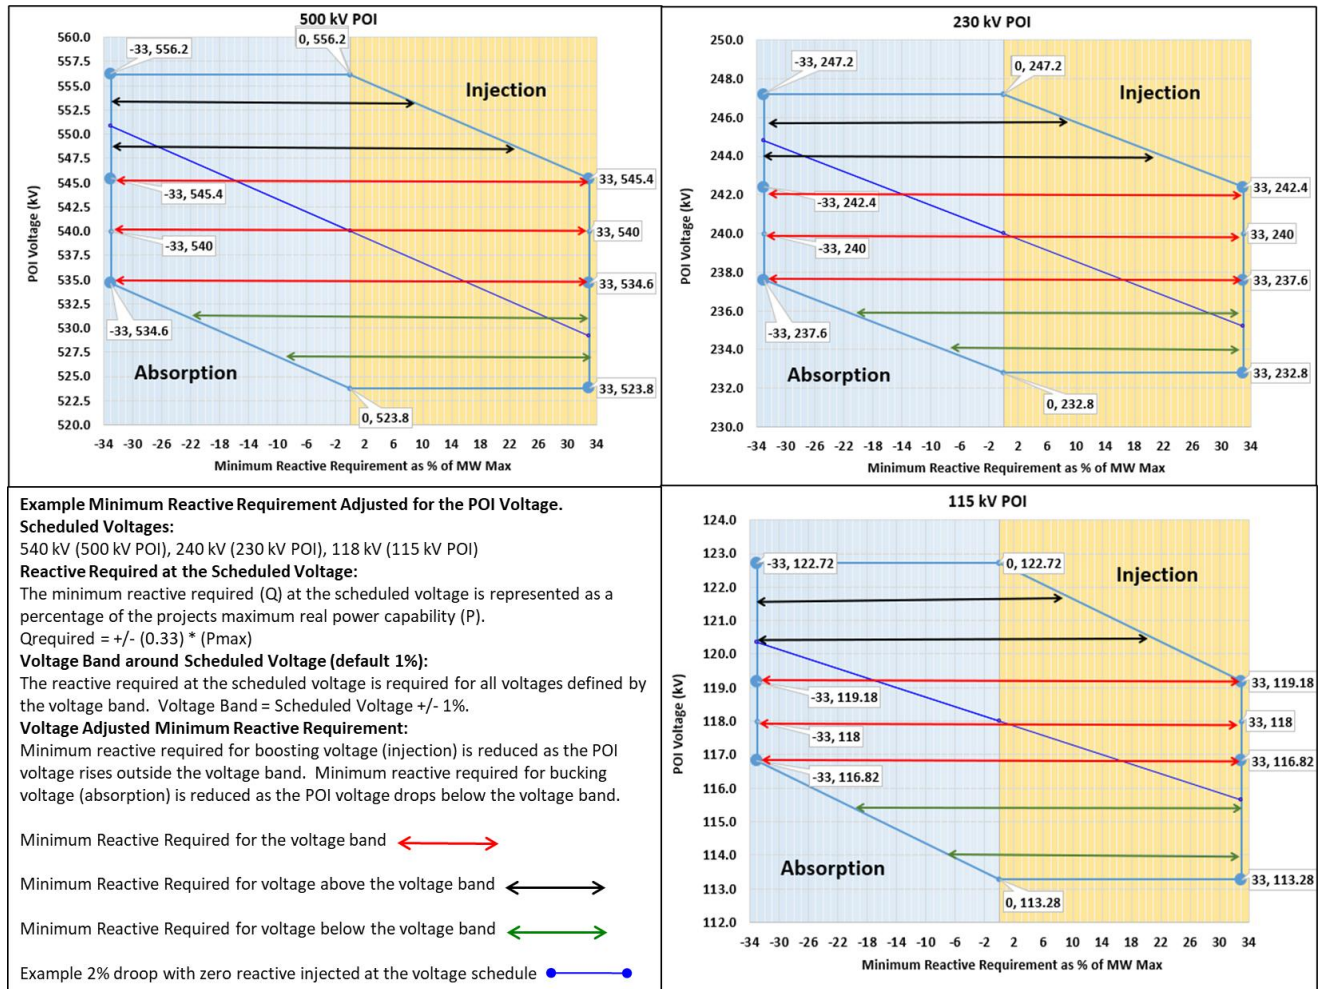 500 kV POI
560.0
557.5
555.0
552.5
550.0
547.5
545.0
542.5
540.0
537.5
535.0
532.5
530.0
527.5
525.0
522.5
520.0
POI Voltage (kV)
-33, 556.2
0, 556.2
Injection
-33, 545.4
33, 545.4
-33, 540
33, 540
33, 534.6
-33, 534.6
Absorption
33, 523.8
0, 523.8
-34 -30 -26 -22 -18 -14 -10 -6 -2 2 6 10 14 18 22 26 30 34
Minimum Reactive Requirement as % of MW Max
230 kV POI
250.0
248.0
246.0
244.0
242.0
240.0
238.0
236.0
234.0
232.0
230.0
POI Voltage (kV)
-33, 247.2
0, 247.2
Injection
33, 242.4
-33, 242.4
33, 240
-33, 240
33, 237.6
-33, 237.6
Absorption
33, 232.8
0, 232.8
-34 -30 -26 -22 -18 -14 -10 -6 -2 2 6 10 14 18 22 26 30 34
Minimum Reactive Requirement as % of MW Max
Example Minimum Reactive Requirement Adjusted for the POI Voltage.
Scheduled Voltages:
540 kV (500 kV POI), 240 kV (230 kV POI), 118 kV (115 kV POI)
Reactive Required at the Scheduled Voltage:
The minimum reactive required (Q) at the scheduled voltage is represented as a
percentage of the projects maximum real power capability (P).
Qrequired = +/- (0.33) * (Pmax)
Voltage Band around Scheduled Voltage (default 1%):
The reactive required at the scheduled voltage is required for all voltages defined by
the voltage band. Voltage Band = Scheduled Voltage +/- 1%.
Voltage Adjusted Minimum Reactive Requirement:
Minimum reactive required for boosting voltage (injection) is reduced as the POI
voltage rises outside the voltage band. Minimum reactive required for bucking
voltage (absorption) is reduced as the POI voltage drops below the voltage band.
Minimum Reactive Required for the voltage band
Minimum Reactive Required for voltage above the voltage band
Minimum Reactive Required for voltage below the voltage band
Example 2% droop with zero reactive injected at the voltage schedule
115 kV POI
124.0
123.0
122.0
121.0
120.0
119.0
118.0
117.0
116.0
115.0
114.0
113.0
112.0
POI Voltage (kV)
-33, 122.72
0, 122.72
Injection
33, 119.18
-33, 119.18
33, 118
-33, 118
33, 116.82
-33, 116.82
Absorption
33, 113.28
0, 113.28
-34 -30 -26 -22 -18 -14 -10 -6 -2 2 6 10 14 18 22 26 30 34
Minimum Reactive Requirement as % of MW Max